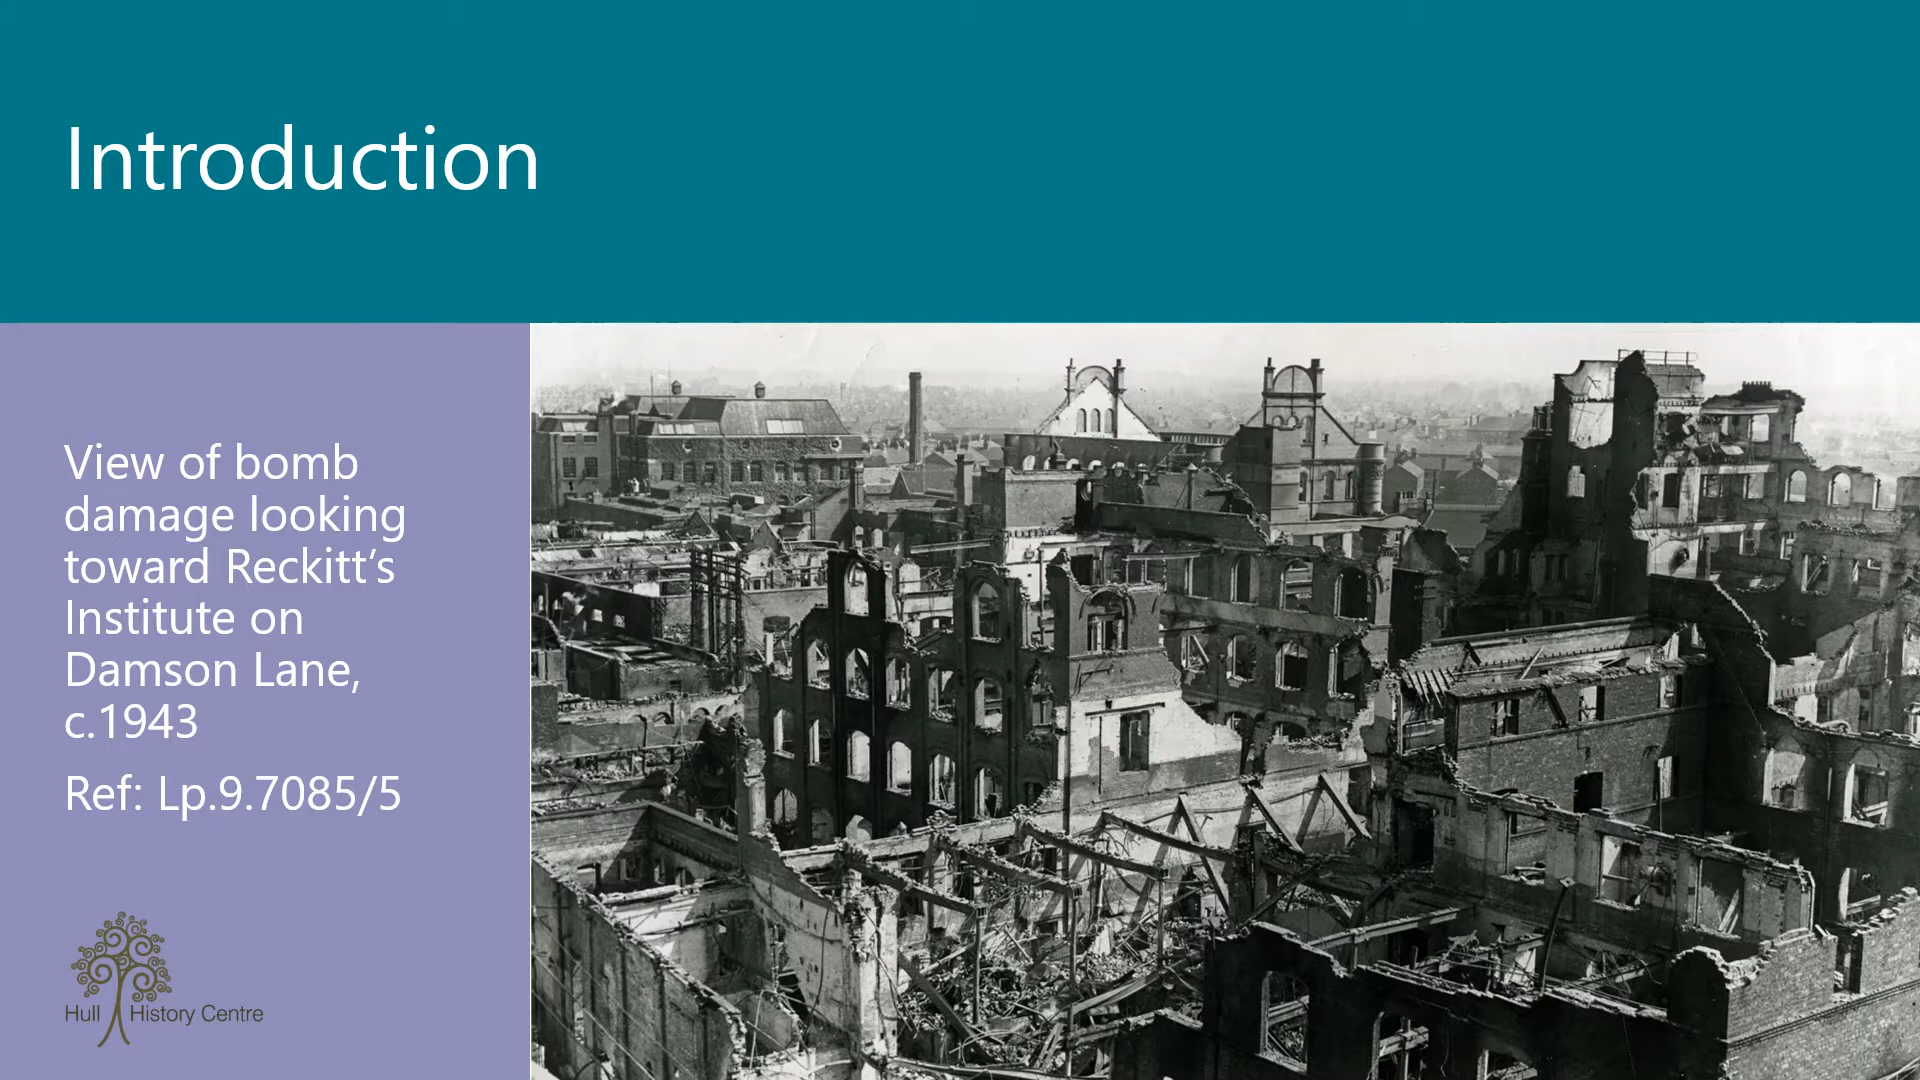 Introduction
View of bomb
damage looking
toward Reckitt’s
Institute on
Damson Lane,
c.1943
Ref: Lp.9.7085/5
Hull History Centre